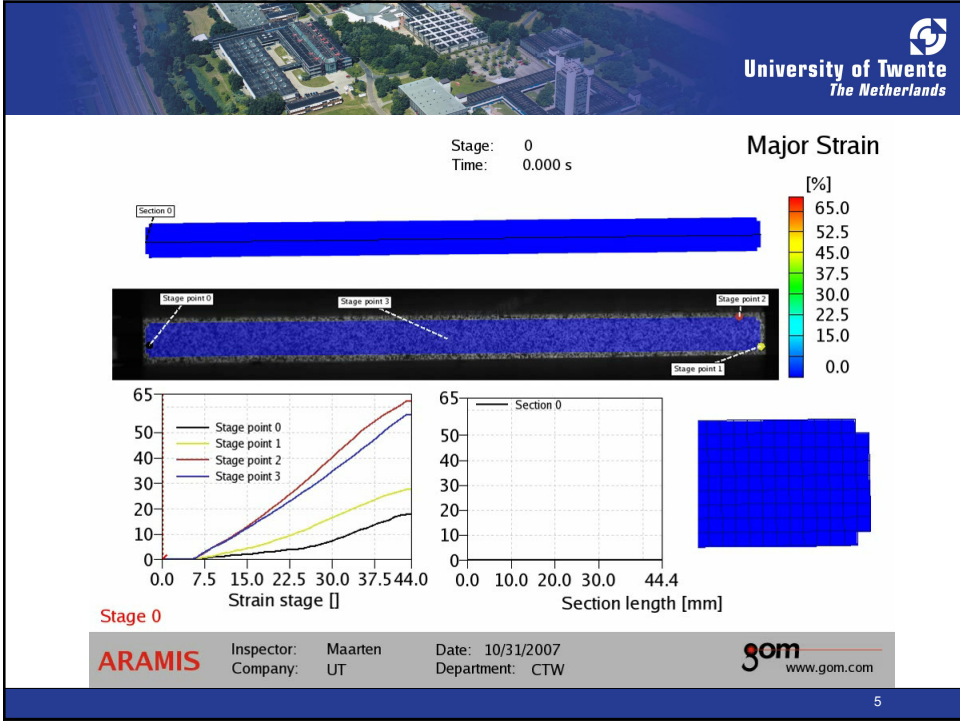 University of Twente
The Netherlands
Stage: 0
Time: 0.000 s
Major Strain
[%]
65.0
52.5
45.0
37.5
30.0
22.5
15.0
0.0
Section 0
Stage point 0
Stage point 3
Stage point 2
Stage point 1
65
50
40
30
20
10
0
Stage point 0
Stage point 1
Stage point 2
Stage point 3
0.0 7.5 15.0 22.5 30.0 37.5 44.0
Strain stage []
65
50
40
30
20
10
0
Section 0
0.0 10.0 20.0 30.0 44.4
Section length [mm]
Stage 0
ARAMIS
Inspector: Maarten
Company: UT
Date: 10/31/2007
Department: CTW
gom
www.gom.com
5